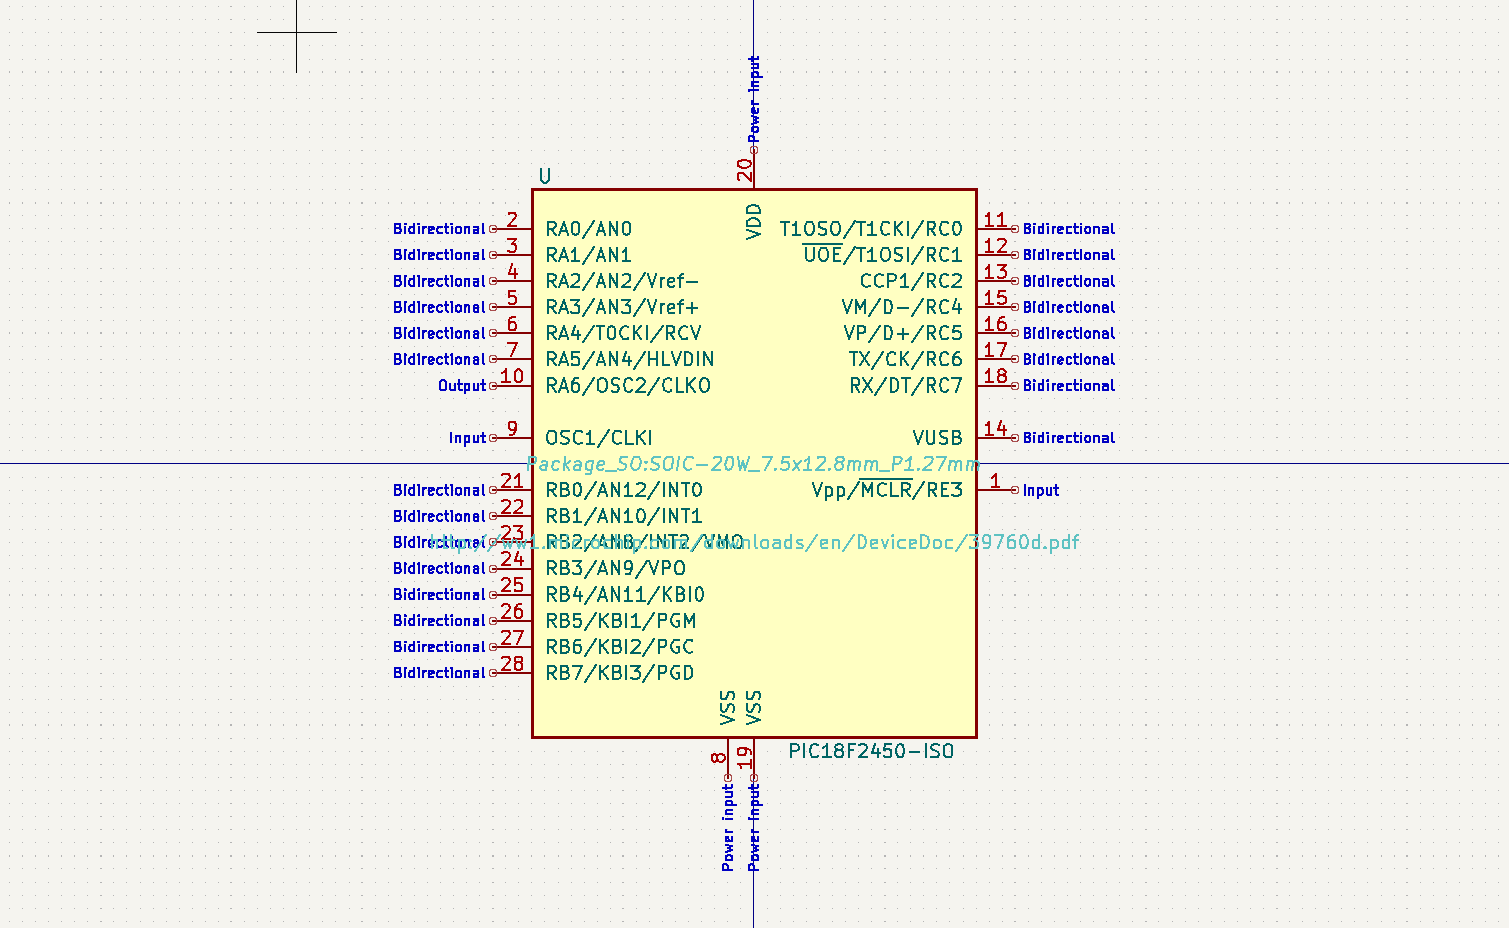 Power input
20
U
VDD
Bidirectional 2 RA0/AN0
Bidirectional 3 RA1/AN1
Bidirectional 4 RA2/AN2/Vref-
Bidirectional 5 RA3/AN3/Vref+
Bidirectional 6 RA4/T0CKI/RCV
Bidirectional 7 RA5/AN4/HLVDIN
Output 10 RA6/OSC2/CLKO
Input 9 OSC1/CLKI
T1OSO/T1CKI/RC0 11 Bidirectional
UOE/T1OSI/RC1 12 Bidirectional
CCP1/RC2 13 Bidirectional
VM/D-/RC4 15 Bidirectional
VP/D+/RC5 16 Bidirectional
TX/CK/RC6 17 Bidirectional
RX/DT/RC7 18 Bidirectional
VUSB 14 Bidirectional
Package_SO:SOIC-20W_7.5x12.8mm_P1.27mm
Vpp/MCLR/RE3 1 Input
Bidirectional 21 RB0/AN12/INT0
Bidirectional 22 RB1/AN10/INT1
Bidirectional 23 RB2/AN8/INT2/VMO
http://ww1.microchip.com/downloads/en/DeviceDoc/39760d.pdf
Bidirectional 24 RB3/AN9/VPO
Bidirectional 25 RB4/AN11/KBI0
Bidirectional 26 RB5/KBI1/PGM
Bidirectional 27 RB6/KBI2/PGC
Bidirectional 28 RB7/KBI3/PGD
VSS
VSS
PIC18F2450-ISO
8
19
Power input
Power input